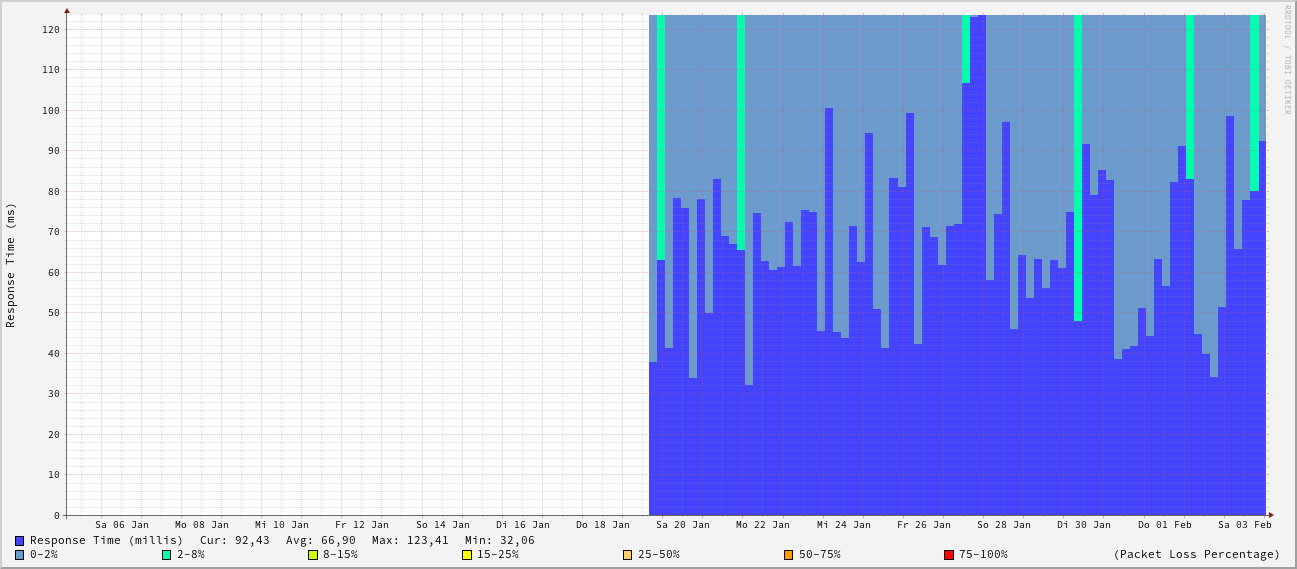 RRDTOOL / TOBI OETIKER
Response Time (ms)
120
110
100
90
80
70
60
50
40
30
20
10
0
Sa 06 Jan Mo 08 Jan Mi 10 Jan Fr 12 Jan So 14 Jan Di 16 Jan Do 18 Jan Sa 20 Jan Mo 22 Jan Mi 24 Jan Fr 26 Jan So 28 Jan Di 30 Jan Do 01 Feb Sa 03 Feb
Response Time (millis) Cur: 92,43 Avg: 66,90 Max: 123,41 Min: 32,06
0-2% 2-8% 8-15% 15-25% 25-50% 50-75% 75-100% (Packet Loss Percentage)